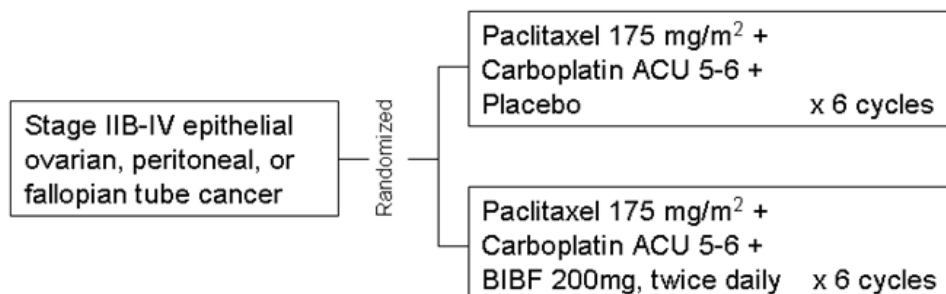 Stage IIB-IV epithelial
ovarian, peritoneal, or
fallopian tube cancer
Randomized
Paclitaxel 175 mg/m² +
Carboplatin ACU 5-6 +
Placebo x 6 cycles
Paclitaxel 175 mg/m² +
Carboplatin ACU 5-6 +
BIBF 200mg, twice daily x 6 cycles